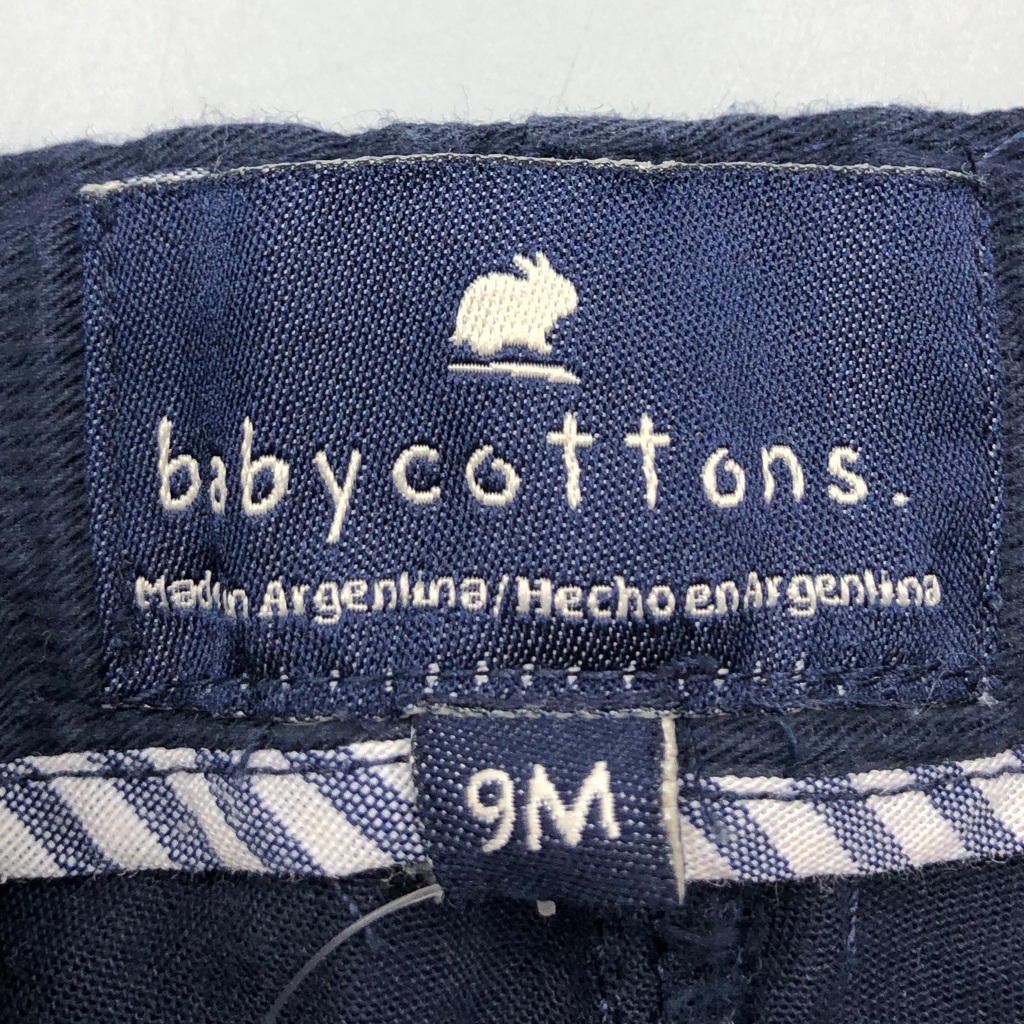 babycottons.
Made in Argentina/Hecho en Argentina
9M